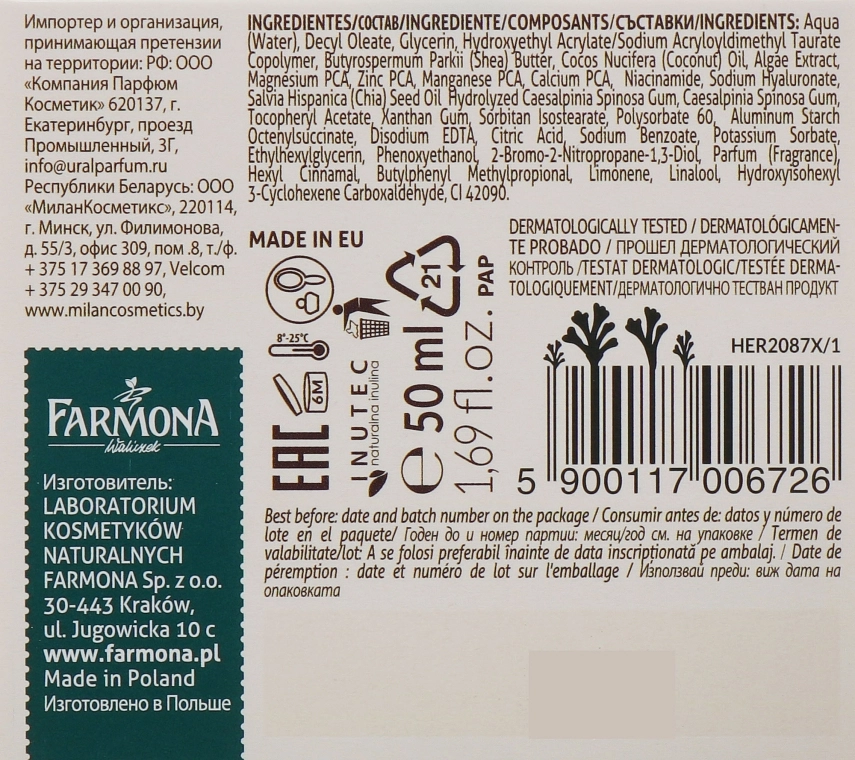 Импортер и организация,
принимающая претензии
на территории: РФ: ООО
«Компания Парфюм
Косметик» 620137, г.
Екатеринбург, проезд
Промышленный, 3Г,
info@uralparfum.ru
Республики Беларусь: ООО
«МиланКосметикс», 220114,
г. Минск, ул. Филимонова,
д. 55/3, офис 309, пом .8, т./ф.
+ 375 17 369 88 97, Velcom
+ 375 29 347 00 90,
www.milancosmetics.by
INGREDIENTES/СОСТАВ/INGREDIENTE/COMPOSANTS/СЪСТАВКИ/INGREDIENTS: Aqua
(Water), Decyl Oleate, Glycerin, Hydroxyethyl Acrylate/Sodium Acryloyldimethyl Taurate
Copolymer, Butyrospermum Parkii (Shea) Butter, Cocos Nucifera (Coconut) Oil, Algae Extract,
Magnesium PCA, Zinc PCA, Manganese PCA, Calcium PCA, Niacinamide, Sodium Hyaluronate,
Salvia Hispanica (Chia) Seed Oil, Hydrolyzed Caesalpinia Spinosa Gum, Caesalpinia Spinosa Gum,
Tocopheryl Acetate, Xanthan Gum, Sorbitan Isostearate, Polysorbate 60, Aluminum Starch
Octenylsuccinate, Disodium EDTA, Citric Acid, Sodium Benzoate, Potassium Sorbate,
Ethylhexylglycerin, Phenoxyethanol, 2-Bromo-2-Nitropropane-1,3-Diol, Parfum (Fragrance),
Hexyl Cinnamal, Butylphenyl Methylpropional, Limonene, Linalool, Hydroxyisohexyl
3-Cyclohexene Carboxaldehyde, CI 42090.
MADE IN EU
8°-25°C
6M
EAC
INUTEC
naturalna inulina
21
PAP
e 50 ml
1,69 fl.oz.
DERMATOLOGICALLY TESTED / DERMATOLÓGICAMEN-
TE PROBADO / ПРОШЕЛ ДЕРМАТОЛОГИЧЕСКИЙ
КОНТРОЛЬ /TESTAT DERMATOLOGIC/TESTÉE DERMA-
TOLOGIQUEMENT/ДЕРМАТОЛОГИЧНО ТЕСТВАН ПРОДУКТ
HER2087X/1
5 900117 006726
Best before: date and batch number on the package / Consumir antes de: datos y número de
lote en el paquete/ Годен до и номер партии: месяц/год см. на упаковке / Termen de
valabilitate/lot: A se folosi preferabil înainte de data inscripționată pe ambalaj. / Date de
péremption : date et numéro de lot sur l'emballage / Използвай преди: виж дата на
опаковката
FARMONA
Waliczek
Изготовитель:
LABORATORIUM
KOSMETYKÓW
NATURALNYCH
FARMONA Sp. z o.o.
30-443 Kraków,
ul. Jugowicka 10 c
www.farmona.pl
Made in Poland
Изготовлено в Польше